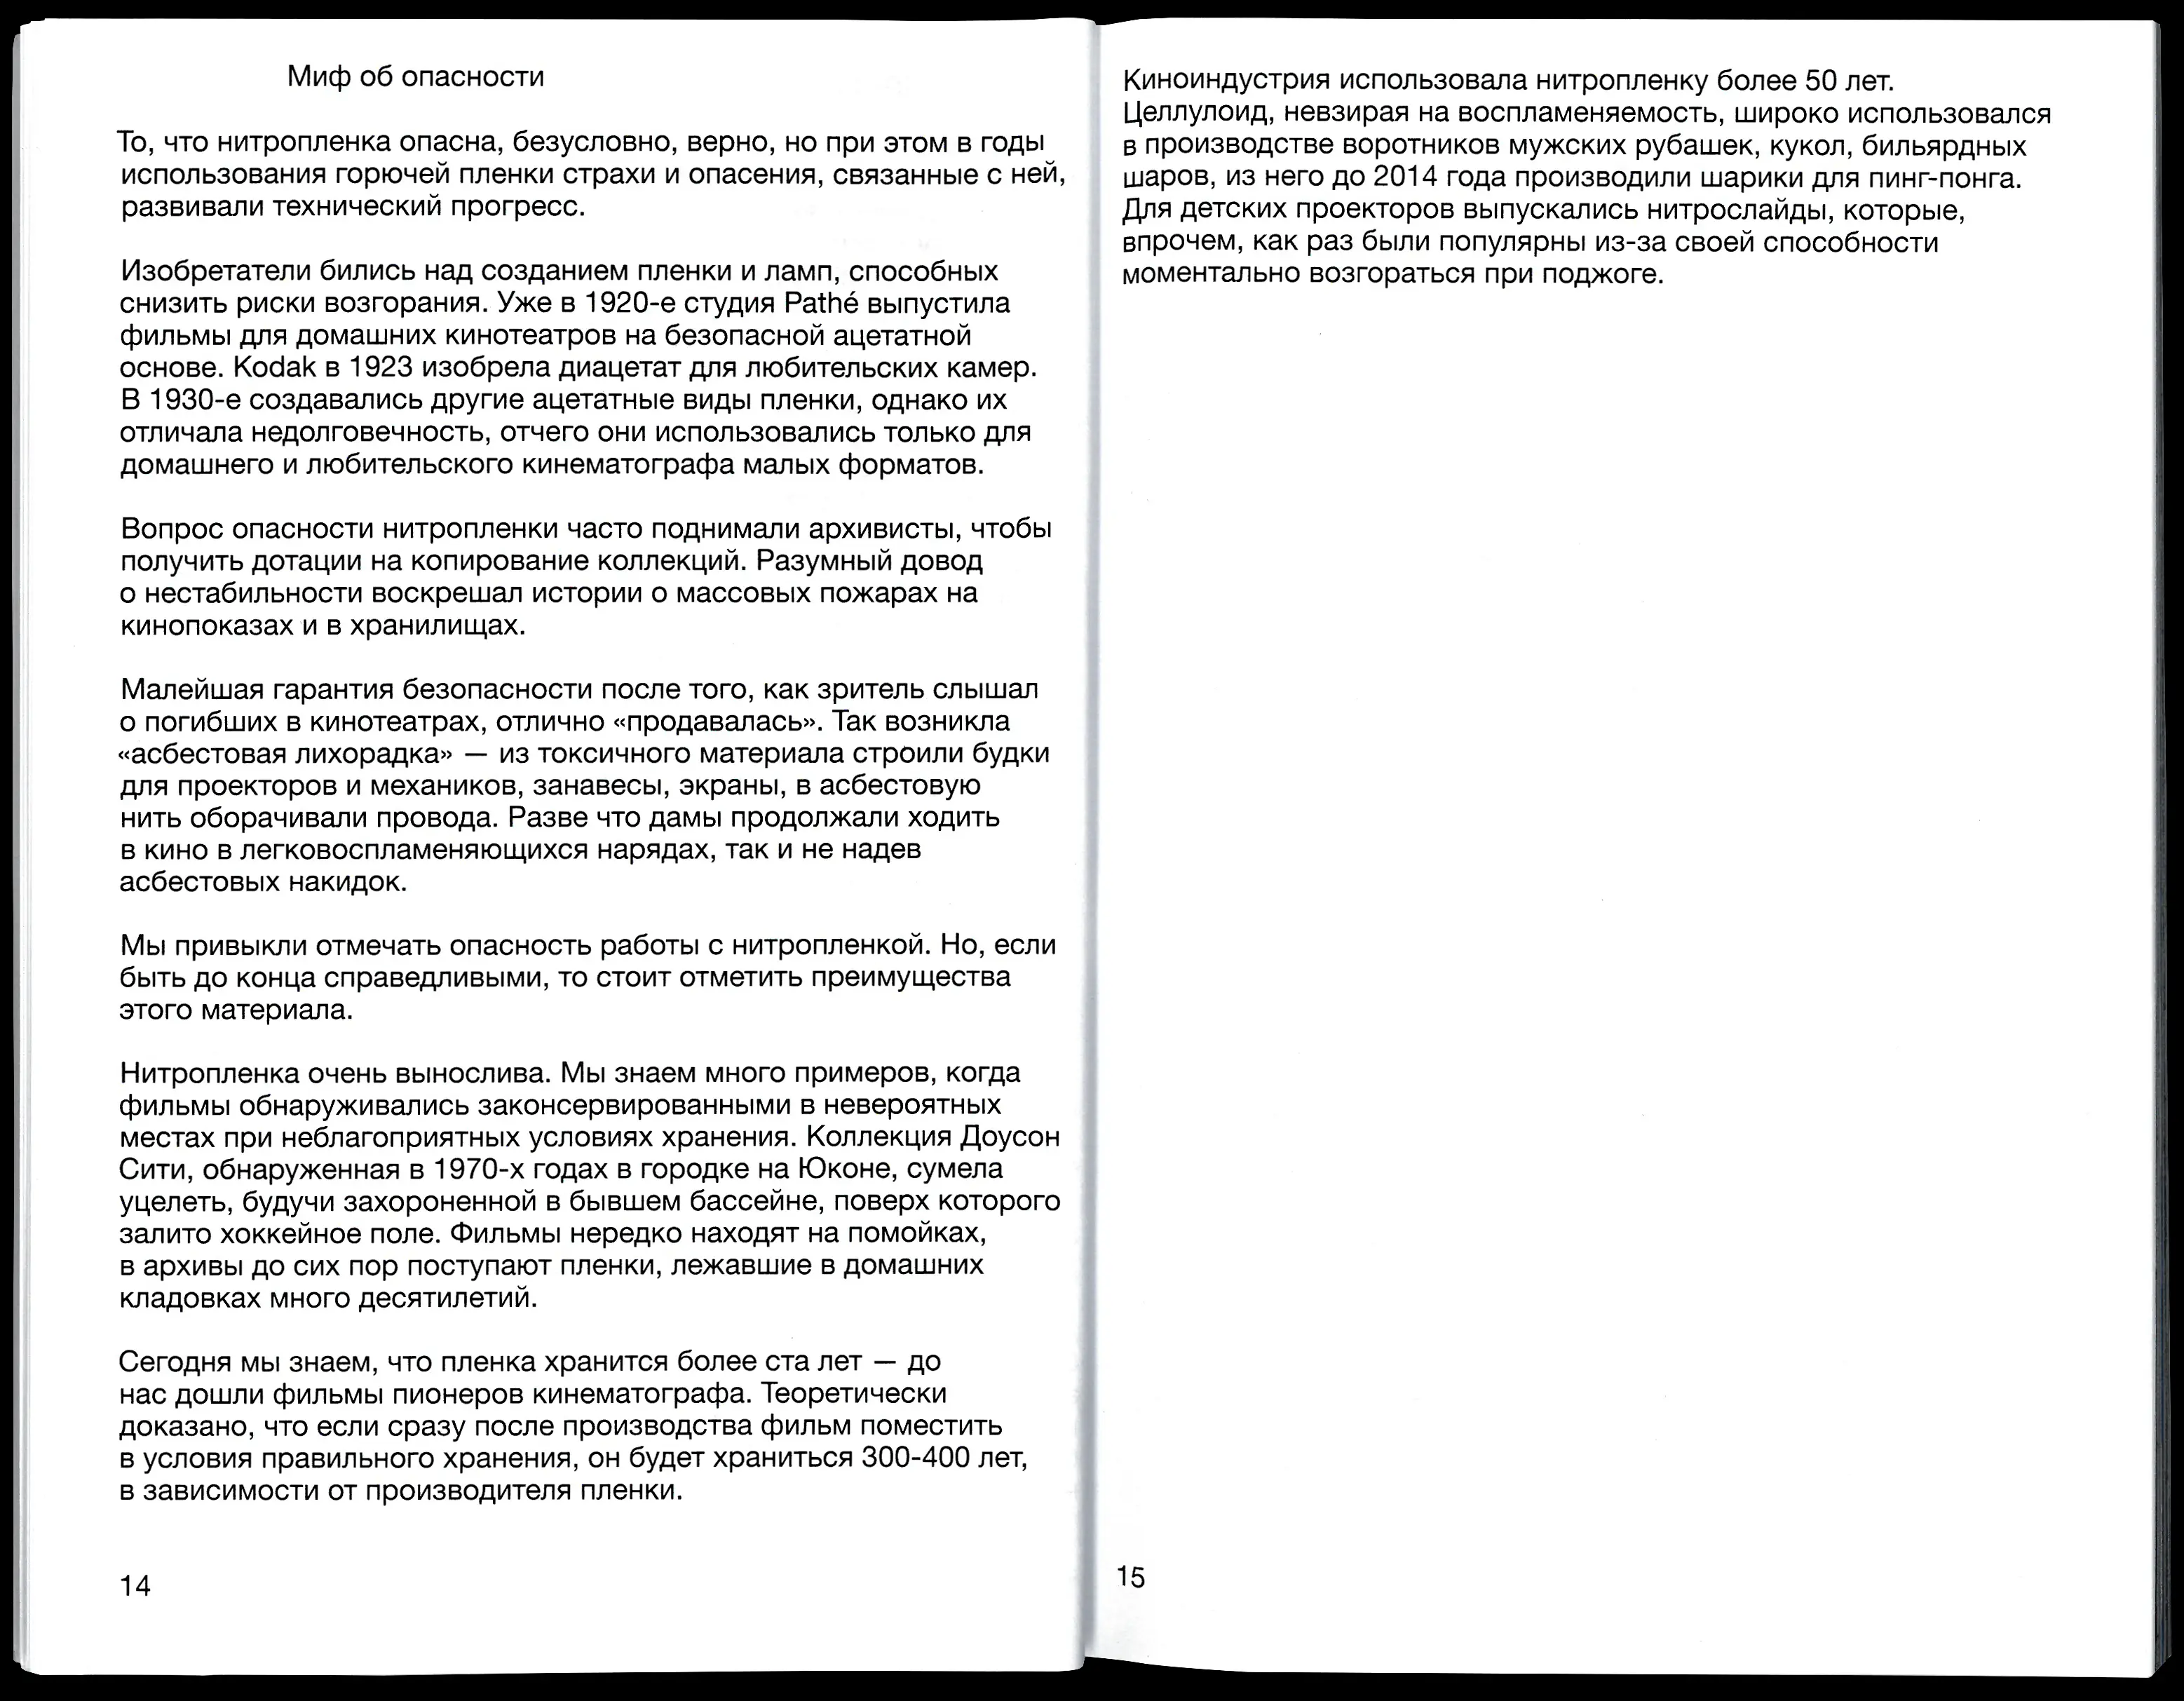 Миф об опасности
То, что нитропленка опасна, безусловно, верно, но при этом в годы
использования горючей пленки страхи и опасения, связанные с ней,
развивали технический прогресс.
Изобретатели бились над созданием пленки и ламп, способных
снизить риски возгорания. Уже в 1920-е студия Pathé выпустила
фильмы для домашних кинотеатров на безопасной ацетатной
основе. Kodak в 1923 изобрела диацетат для любительских камер.
В 1930-е создавались другие ацетатные виды пленки, однако их
отличала недолговечность, отчего они использовались только для
домашнего и любительского кинематографа малых форматов.
Вопрос опасности нитропленки часто поднимали архивисты, чтобы
получить дотации на копирование коллекций. Разумный довод
о нестабильности воскрешал истории о массовых пожарах на
кинопоказах и в хранилищах.
Малейшая гарантия безопасности после того, как зритель слышал
о погибших в кинотеатрах, отлично «продавалась». Так возникла
«асбестовая лихорадка» — из токсичного материала строили будки
для проекторов и механиков, занавесы, экраны, в асбестовую
нить оборачивали провода. Разве что дамы продолжали ходить
в кино в легковоспламеняющихся нарядах, так и не надев
асбестовых накидок.
Мы привыкли отмечать опасность работы с нитропленкой. Но, если
быть до конца справедливыми, то стоит отметить преимущества
этого материала.
Нитропленка очень вынослива. Мы знаем много примеров, когда
фильмы обнаруживались законсервированными в невероятных
местах при неблагоприятных условиях хранения. Коллекция Доусон
Сити, обнаруженная в 1970-х годах в городке на Юконе, сумела
уцелеть, будучи захороненной в бывшем бассейне, поверх которого
залито хоккейное поле. Фильмы нередко находят на помойках,
в архивы до сих пор поступают пленки, лежавшие в домашних
кладовках много десятилетий.
Сегодня мы знаем, что пленка хранится более ста лет — до
нас дошли фильмы пионеров кинематографа. Теоретически
доказано, что если сразу после производства фильм поместить
в условия правильного хранения, он будет храниться 300-400 лет,
в зависимости от производителя пленки.
14
Киноиндустрия использовала нитропленку более 50 лет.
Целлулоид, невзирая на воспламеняемость, широко использовался
в производстве воротников мужских рубашек, кукол, бильярдных
шаров, из него до 2014 года производили шарики для пинг-понга.
Для детских проекторов выпускались нитрослайды, которые,
впрочем, как раз были популярны из-за своей способности
моментально возгораться при поджоге.
15